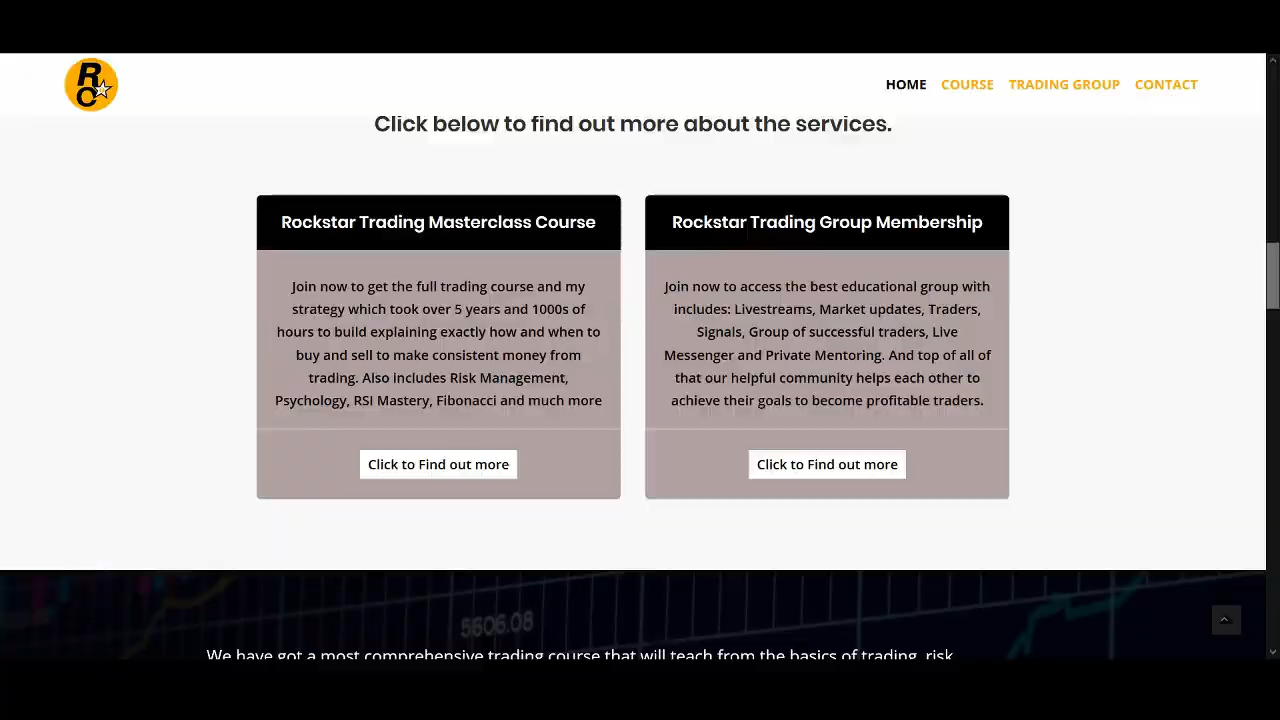 R
C
HOME COURSE TRADING GROUP CONTACT
Click below to find out more about the services.
Rockstar Trading Masterclass Course
Join now to get the full trading course and my
strategy which took over 5 years and 1000s of
hours to build explaining exactly how and when to
buy and sell to make consistent money from
trading. Also includes Risk Management,
Psychology, RSI Mastery, Fibonacci and much more
Click to Find out more
Rockstar Trading Group Membership
Join now to access the best educational group with
includes: Livestreams, Market updates, Traders,
Signals, Group of successful traders, Live
Messenger and Private Mentoring. And top of all of
that our helpful community helps each other to
achieve their goals to become profitable traders.
Click to Find out more
5606.08
We have got a most comprehensive trading course that will teach from the basics of trading, risk